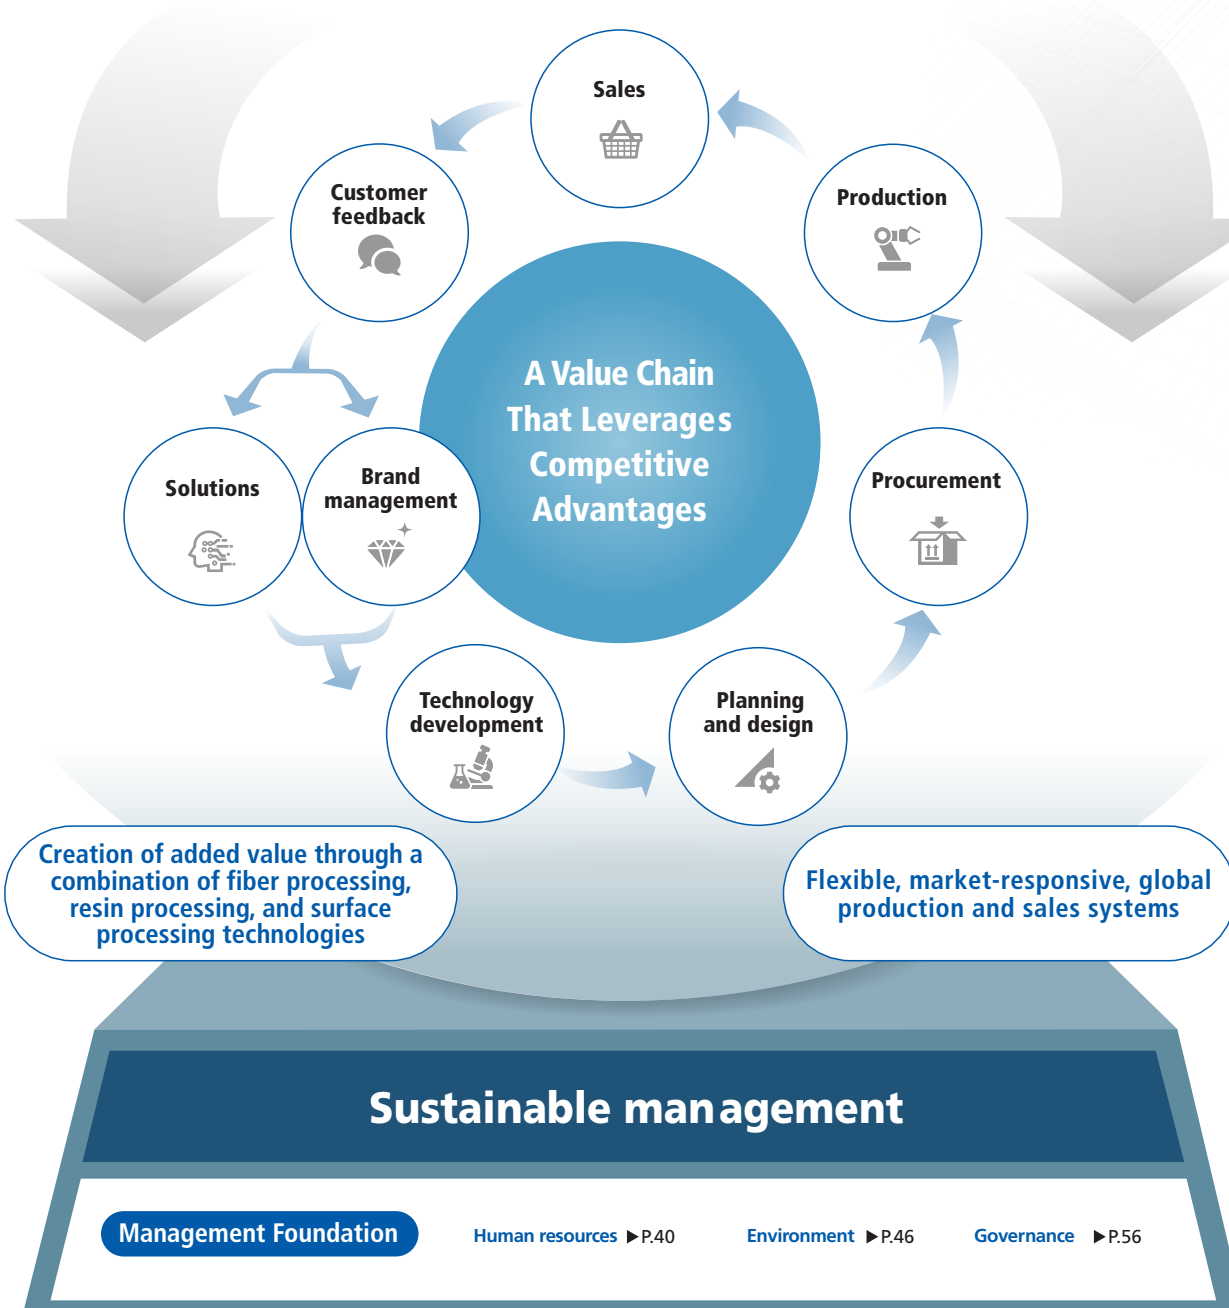 Sales
Customer
feedback
Production
A Value Chain
That Leverages
Competitive
Advantages
Solutions
Brand
management
Procurement
Technology
development
Planning
and design
Creation of added value through a
combination of fiber processing,
resin processing, and surface
processing technologies
Flexible, market-responsive, global
production and sales systems
Sustainable management
Management Foundation
Human resources ▶P.40
Environment ▶P.46
Governance ▶P.56